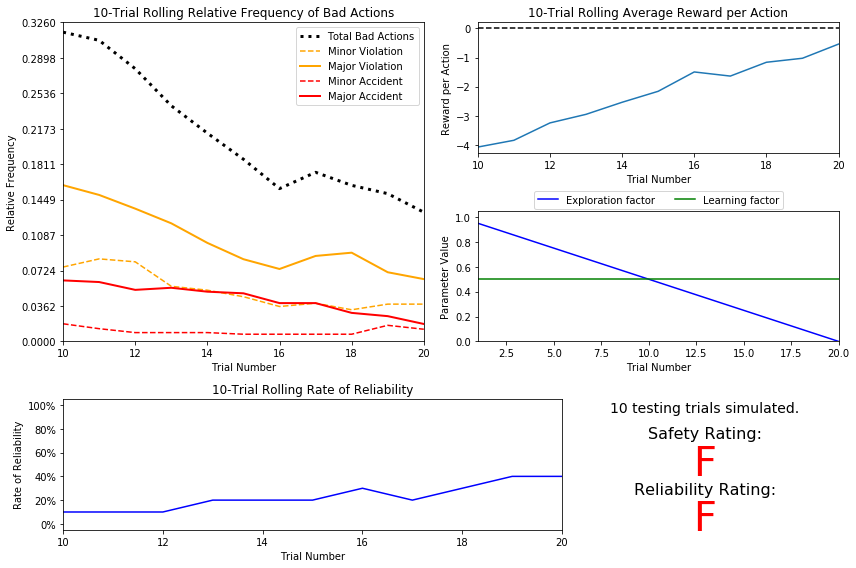 10-Trial Rolling Relative Frequency of Bad Actions
Relative Frequency
0.3260
0.2898
0.2536
0.2173
0.1811
0.1449
0.1087
0.0724
0.0362
0.0000
Total Bad Actions
Minor Violation
Major Violation
Minor Accident
Major Accident
10 12 14 16 18 20
Trial Number
10-Trial Rolling Average Reward per Action
Reward per Action
0
−1
−2
−3
−4
10 12 14 16 18 20
Trial Number
Exploration factor Learning factor
Parameter Value
1.0
0.8
0.6
0.4
0.2
0.0
2.5 5.0 7.5 10.0 12.5 15.0 17.5 20.0
Trial Number
10-Trial Rolling Rate of Reliability
Rate of Reliability
100%
80%
60%
40%
20%
0%
10 12 14 16 18 20
Trial Number
10 testing trials simulated.
Safety Rating:
F
Reliability Rating:
F